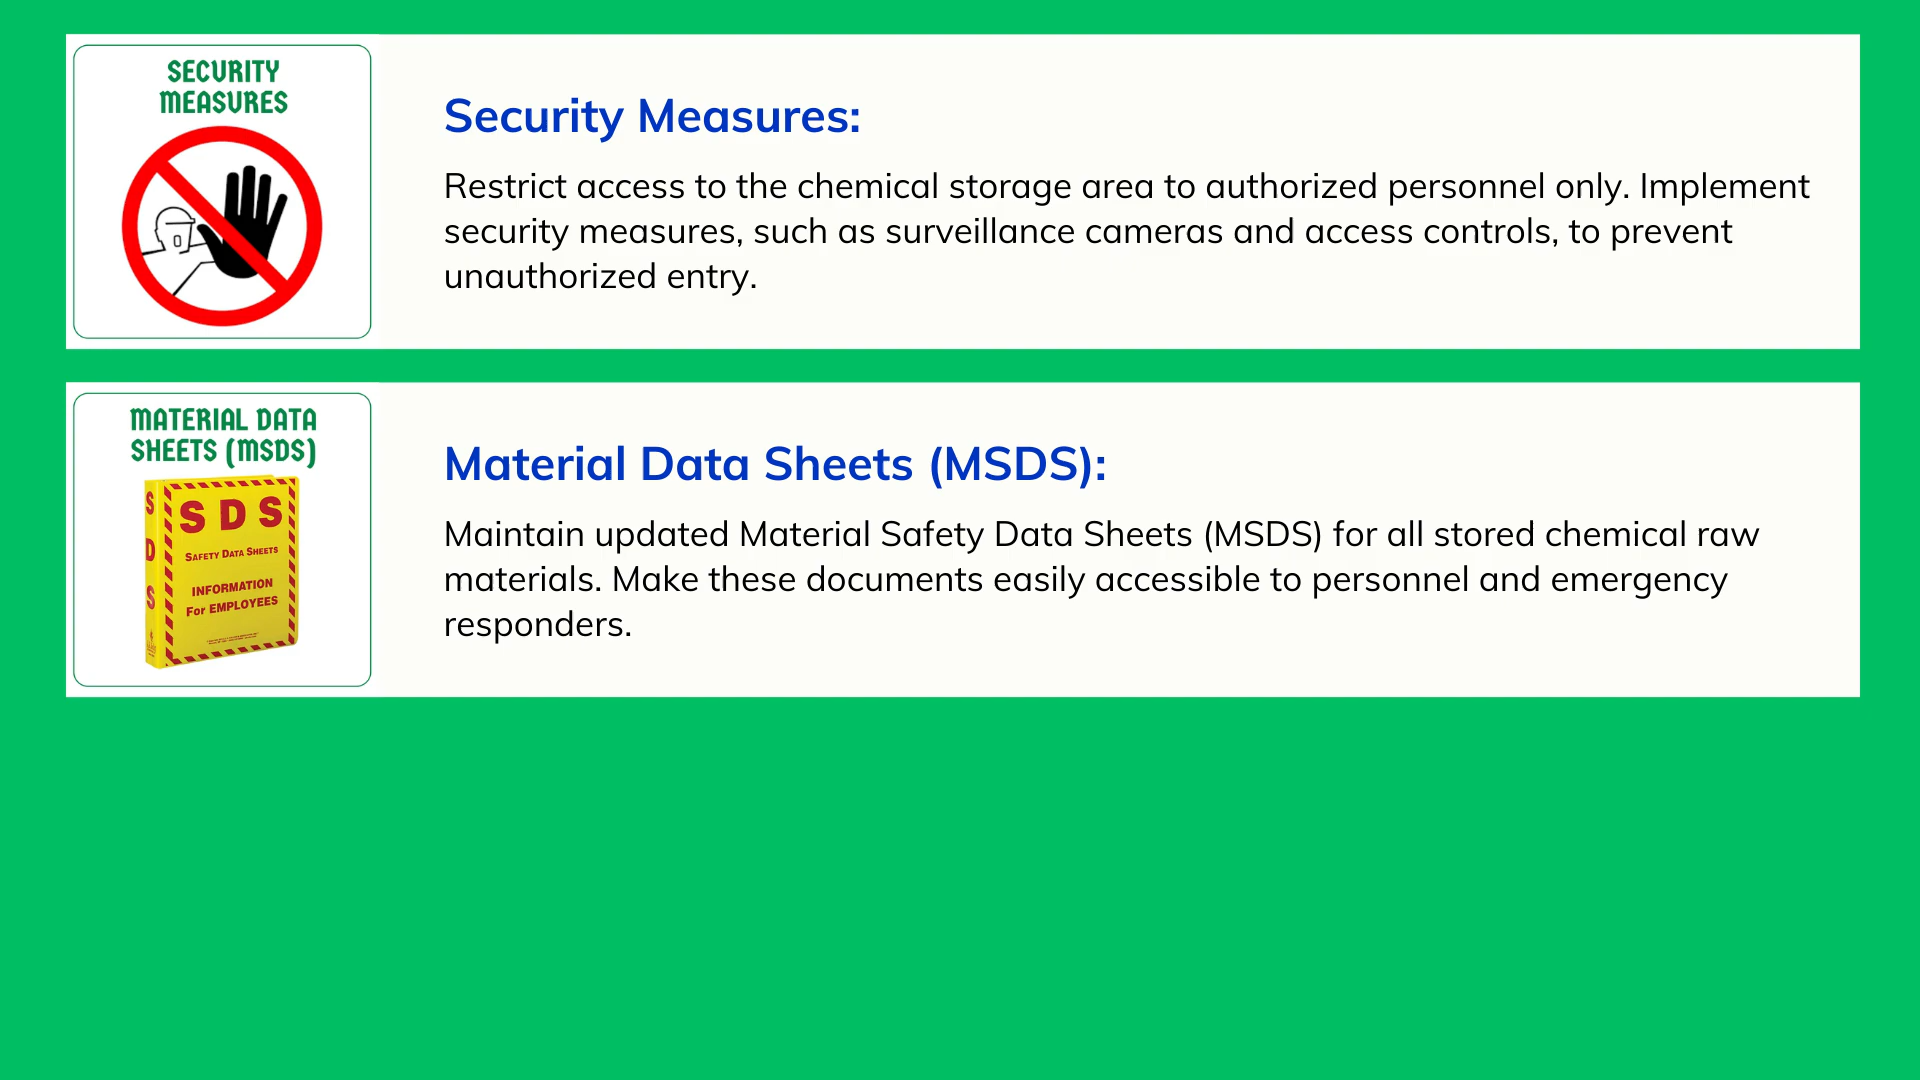 SECURITY
MEASURES
Security Measures:
Restrict access to the chemical storage area to authorized personnel only. Implement
security measures, such as surveillance cameras and access controls, to prevent
unauthorized entry.
MATERIAL DATA
SHEETS (MSDS)
S D S
S D S
SAFETY DATA SHEETS
INFORMATION
For EMPLOYEES
Material Data Sheets (MSDS):
Maintain updated Material Safety Data Sheets (MSDS) for all stored chemical raw
materials. Make these documents easily accessible to personnel and emergency
responders.